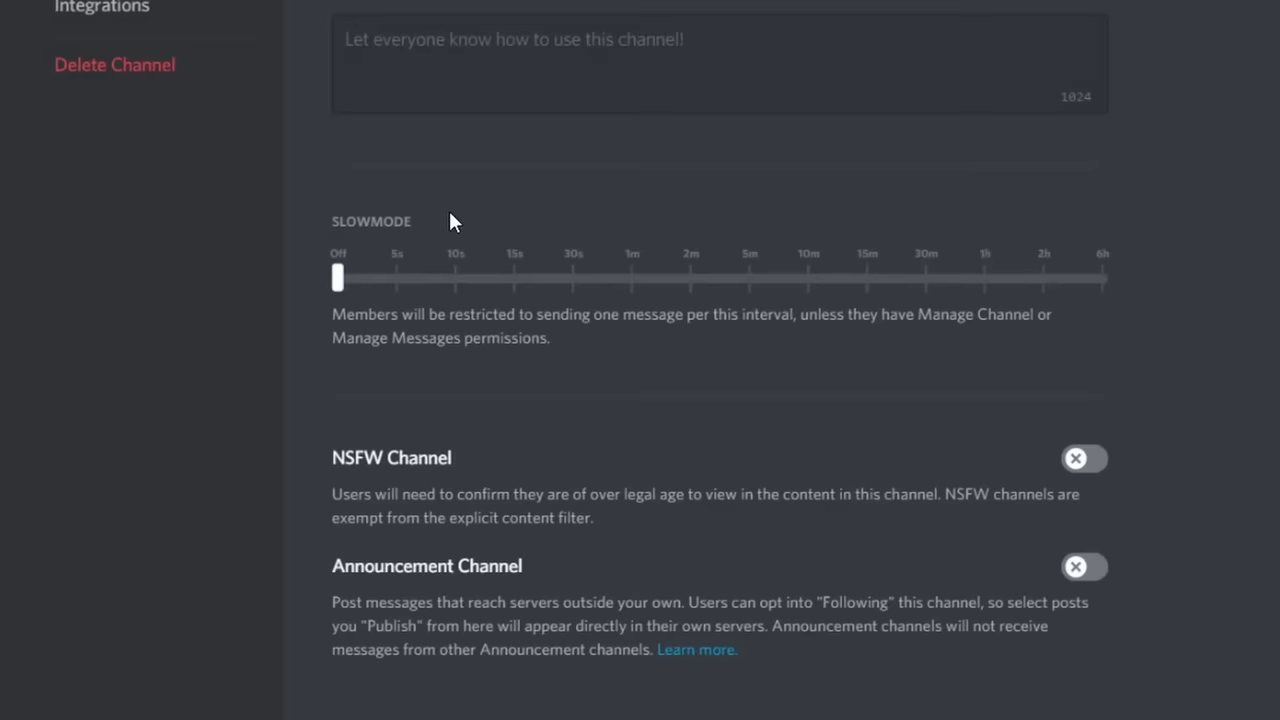 Integrations
Delete Channel
Let everyone know how to use this channel!
1024
SLOWMODE
Off 5s 10s 15s 30s 1m 2m 5m 10m 15m 30m 1h 2h 6h
Members will be restricted to sending one message per this interval, unless they have Manage Channel or
Manage Messages permissions.
NSFW Channel
Users will need to confirm they are of over legal age to view in the content in this channel. NSFW channels are
exempt from the explicit content filter.
Announcement Channel
Post messages that reach servers outside your own. Users can opt into "Following" this channel, so select posts
you "Publish" from here will appear directly in their own servers. Announcement channels will not receive
messages from other Announcement channels. Learn more.